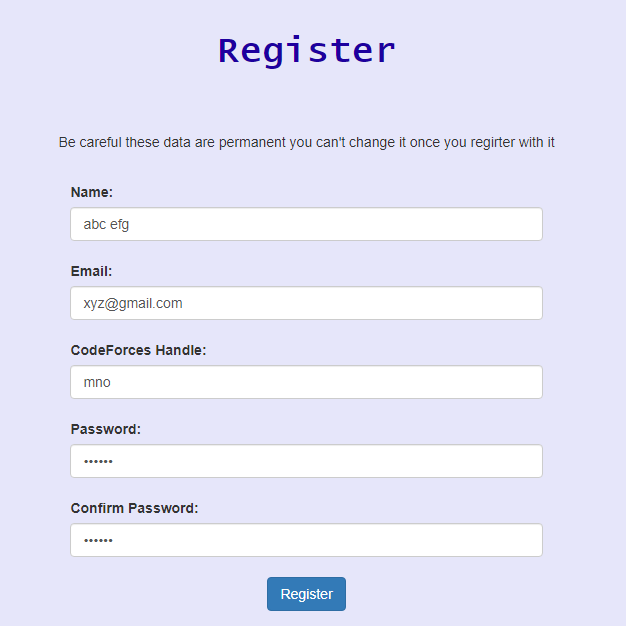 Register
Be careful these data are permanent you can't change it once you regirter with it
Name:
abc efg
Email:
xyz@gmail.com
CodeForces Handle:
mno
Password:
••••••
Confirm Password:
••••••
Register